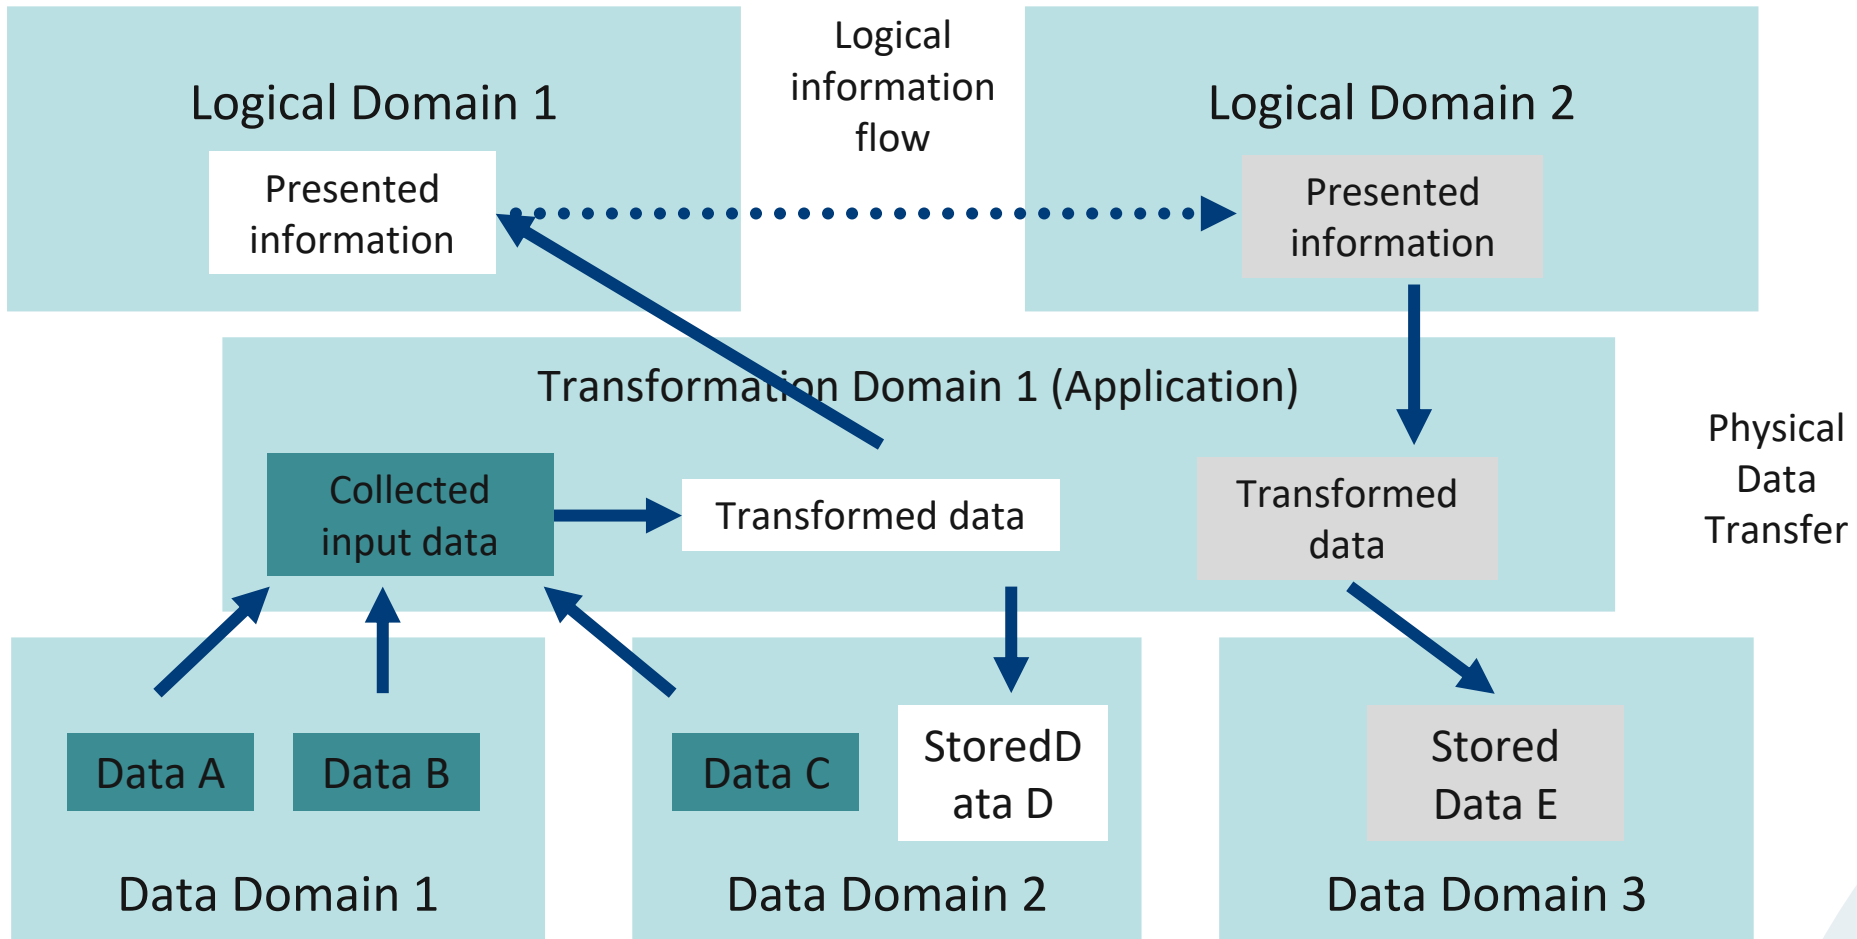 Logical Domain 1
Presented
information
Logical
information
flow
Logical Domain 2
Presented
information
Transformation Domain 1 (Application)
Collected
input data
Transformed data
Transformed
data
Physical
Data
Transfer
Data A
Data B
Data Domain 1
Data C
StoredD
ata D
Data Domain 2
Stored
Data E
Data Domain 3